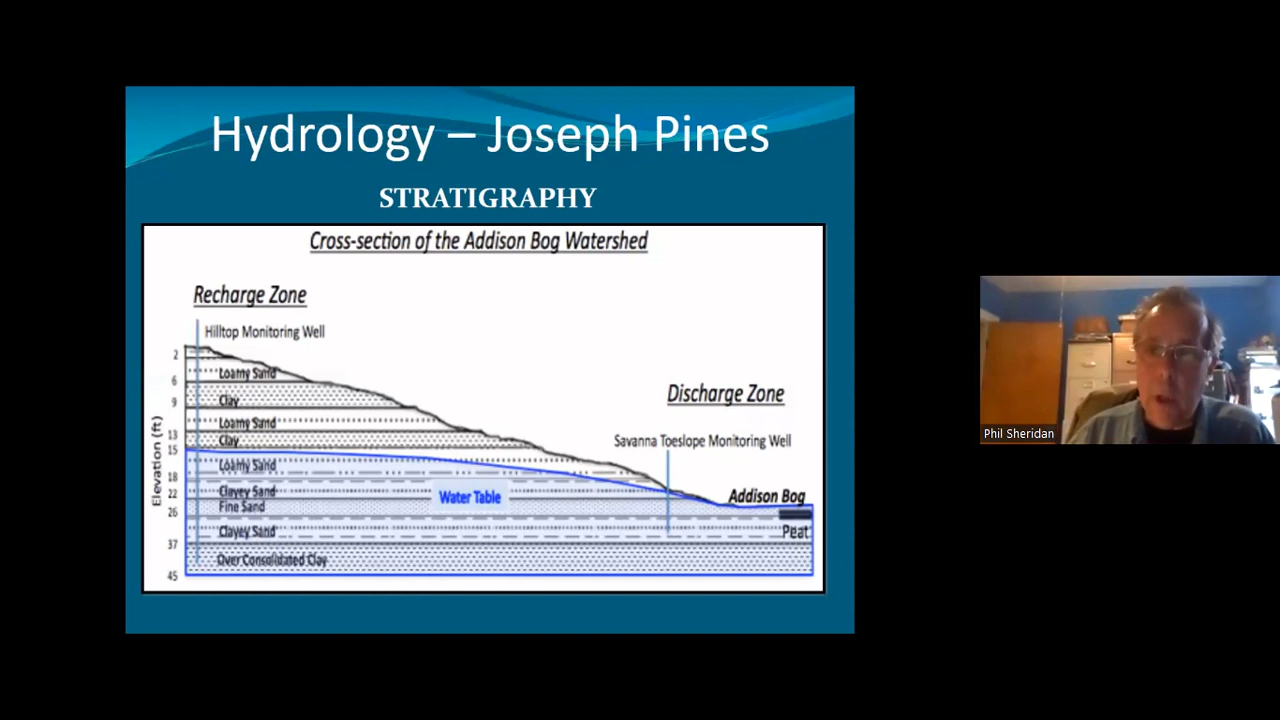 Hydrology – Joseph Pines
STRATIGRAPHY
Cross-section of the Addison Bog Watershed
Recharge Zone
Hilltop Monitoring Well
2
Loamy Sand
6
Clay
9
Discharge Zone
Loamy Sand
13
Clay
Savanna Toeslope Monitoring Well
15
Loamy Sand
18
Clayey Sand
22
Water Table
Addison Bog
Fine Sand
26
Clayey Sand
Peat
37
Over Consolidated Clay
45
Elevation (ft)
Phil Sheridan